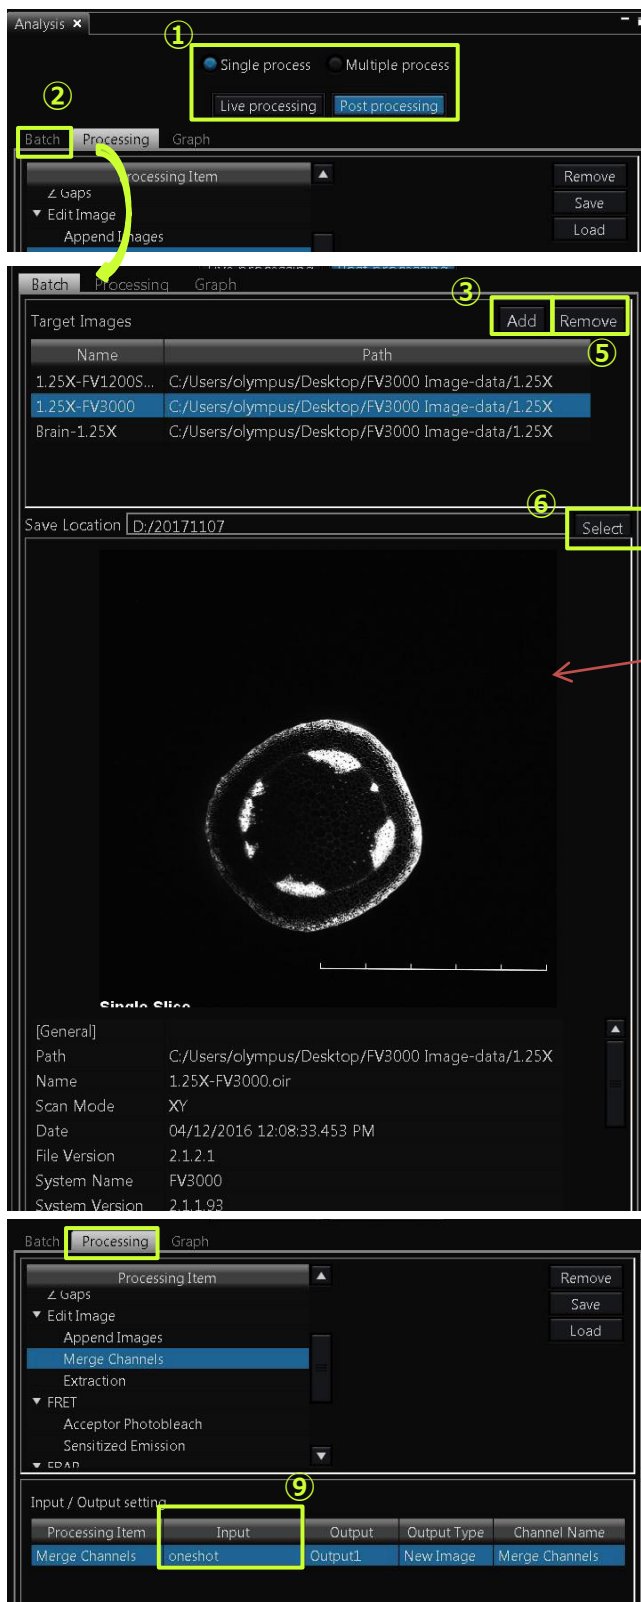 Analysis ×
①
Single process Multiple process
Live processing Post processing
②
Batch Processing Graph
Processing Item
Remove
Z Gaps
Save
▼ Edit Image
Load
Append Images
Live processing Post processing
Batch Processing Graph
③
Target Images Add Remove
⑤
Name Path
1.25X-FV1200S... C:/Users/olympus/Desktop/FV3000 Image-data/1.25X
1.25X-FV3000 C:/Users/olympus/Desktop/FV3000 Image-data/1.25X
Brain-1.25X C:/Users/olympus/Desktop/FV3000 Image-data/1.25X
⑥
Save Location D:/20171107 Select
Single Slice
[General]
Path C:/Users/olympus/Desktop/FV3000 Image-data/1.25X
Name 1.25X-FV3000.oir
Scan Mode XY
Date 04/12/2016 12:08:33.453 PM
File Version 2.1.2.1
System Name FV3000
System Version 2.1.1.93
Batch Processing Graph
Processing Item
Remove
Z Gaps
Save
▼ Edit Image
Load
Append Images
Merge Channels
Extraction
▼ FRET
Acceptor Photobleach
Sensitized Emission
▼ FRAP
⑨
Input / Output setting
Processing Item Input Output Output Type Channel Name
Merge Channels oneshot Output1 New Image Merge Channels